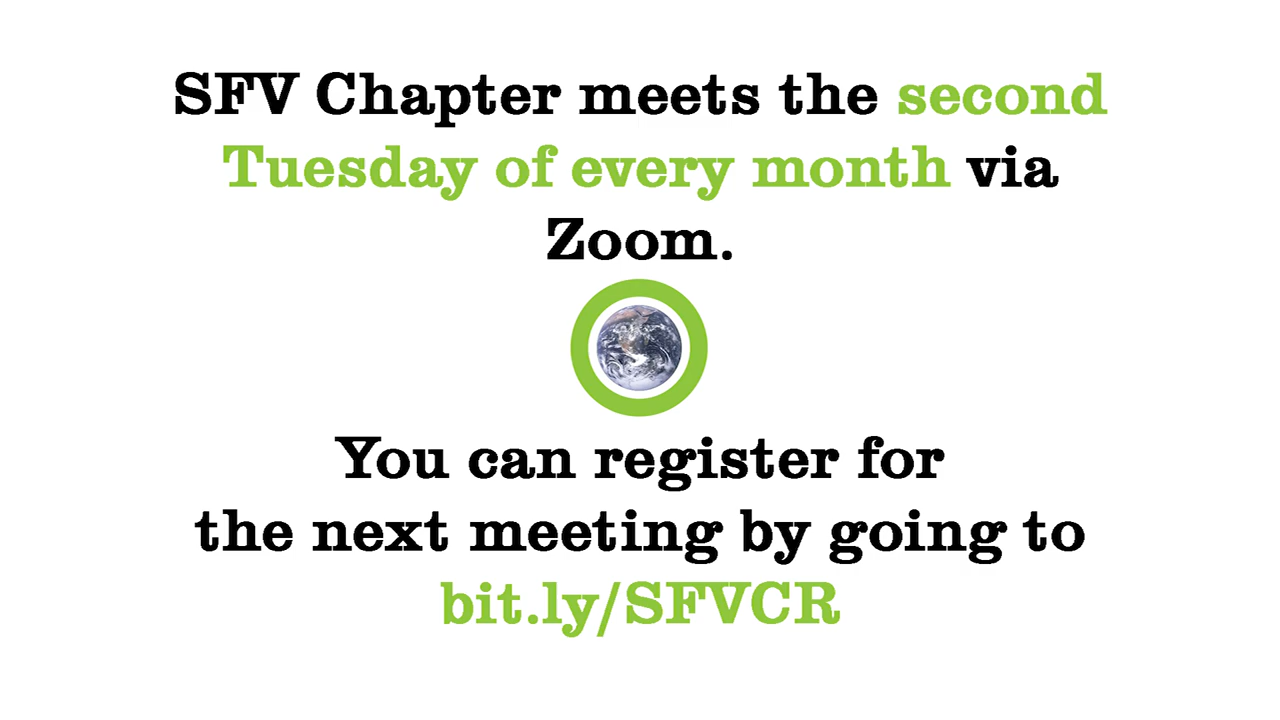 SFV Chapter meets the second
Tuesday of every month via
Zoom.
You can register for
the next meeting by going to
bit.ly/SFVCR